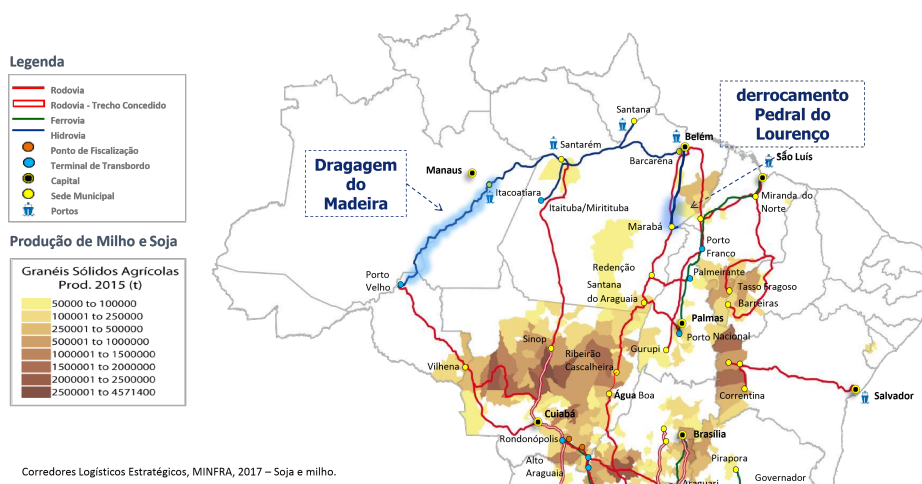 Legenda
Rodovia
Rodovia - Trecho Concedido
Ferrovia
Hidrovia
Ponto de Fiscalização
Terminal de Transbordo
Capital
Sede Municipal
Portos
Produção de Milho e Soja
Granéis Sólidos Agrícolas
Prod. 2015 (t)
50000 to 100000
100001 to 250000
250001 to 500000
500001 to 1000000
1000001 to 1500000
1500001 to 2000000
2000001 to 2500000
2500001 to 4571400
Corredores Logísticos Estratégicos, MINFRA, 2017 – Soja e milho.
Dragagem
do
Madeira
derrocamento
Pedral do
Lourenço
Santana
Belém
Santarém
Barcarena
São Luís
Manaus
Itacoatiara
Itaituba/Miritituba
Miranda do
Norte
Marabá
Porto
Franco
Redenção
Palmeirante
Porto
Velho
Santana
do Araguaia
Tasso Fragoso
Barreiras
Palmas
Porto Nacional
Sinop
Ribeirão
Cascalheira
Gurupi
Vilhena
Água Boa
Correntina
Salvador
Cuiabá
Rondonópolis
Brasília
Alto
Araguaia
Pirapora
Governador
Araguari